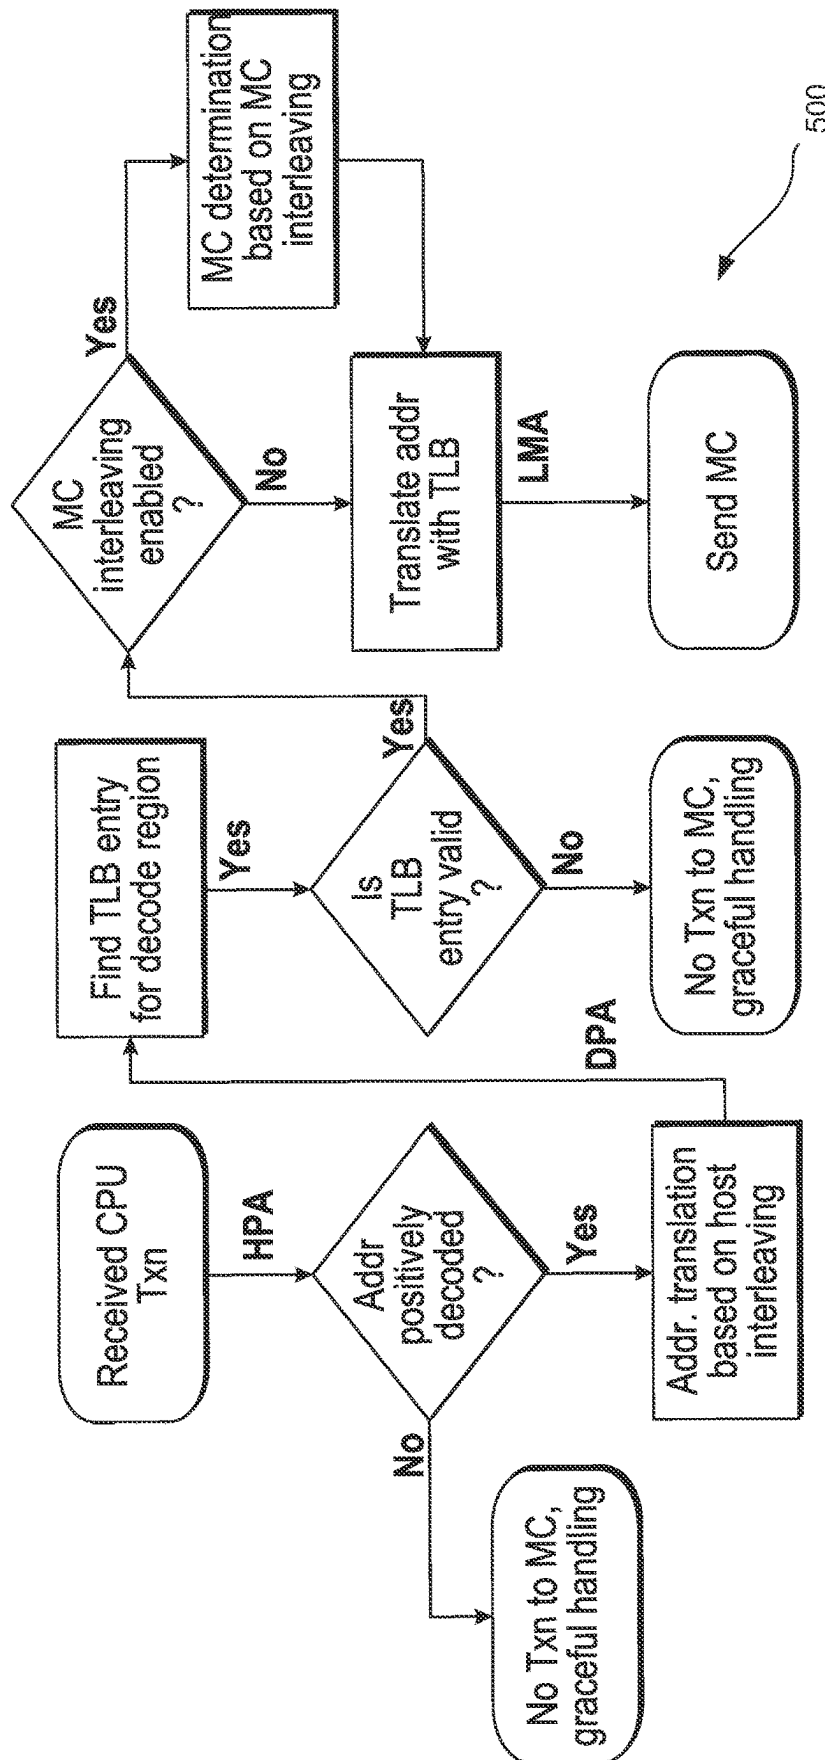 Received CPU
Txn
HPA
Addr
positively
decoded
?
No
No Txn to MC,
graceful handling
Yes
Addr. translation
based on host
interleaving
DPA
Find TLB entry
for decode region
Yes
Is
TLB
entry valid
?
No
No Txn to MC,
graceful handling
Yes
MC
interleaving
enabled
?
Yes
MC determination
based on MC
interleaving
No
Translate addr
with TLB
LMA
Send MC
500